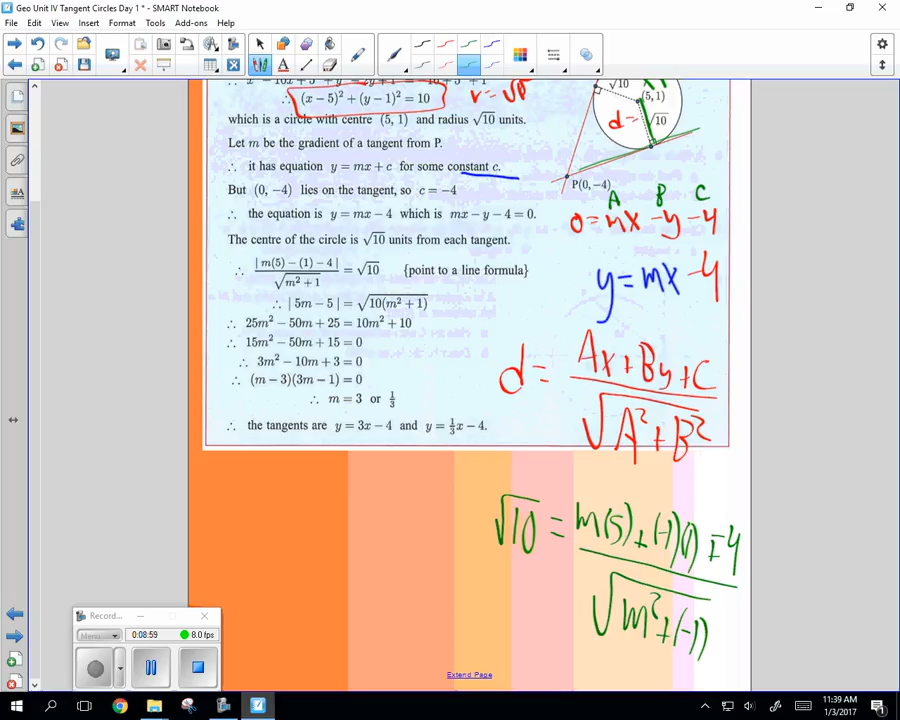 Geo Unit IV Tangent Circles Day 1 * - SMART Notebook
File Edit View Insert Format Tools Add-ons Help
∴ (x − 5)² + (y − 1)² = 10
r = √10
which is a circle with centre (5, 1) and radius √10 units.
Let m be the gradient of a tangent from P.
∴ it has equation y = mx + c for some constant c.
But (0, −4) lies on the tangent, so c = −4
∴ the equation is y = mx − 4 which is mx − y − 4 = 0.
The centre of the circle is √10 units from each tangent.
∴ | m(5) − (1) − 4 | / √(m² + 1) = √10 {point to a line formula}
∴ | 5m − 5 | = √(10(m² + 1))
∴ 25m² − 50m + 25 = 10m² + 10
∴ 15m² − 50m + 15 = 0
∴ 3m² − 10m + 3 = 0
∴ (m − 3)(3m − 1) = 0
∴ m = 3 or 1/3
∴ the tangents are y = 3x − 4 and y = 1/3x − 4.
√10
(5, 1)
d =
√10
P(0, −4)
A B C
0 = mx − y − 4
y = mx − 4
d = Ax + By + C / √(A² + B²)
√10 = m(5) + (-1)(1) + -4 / √(m² + (-1)
Record...
Menu
0:08:59
8.0 fps
Extend Page
11:39 AM
1/3/2017
1